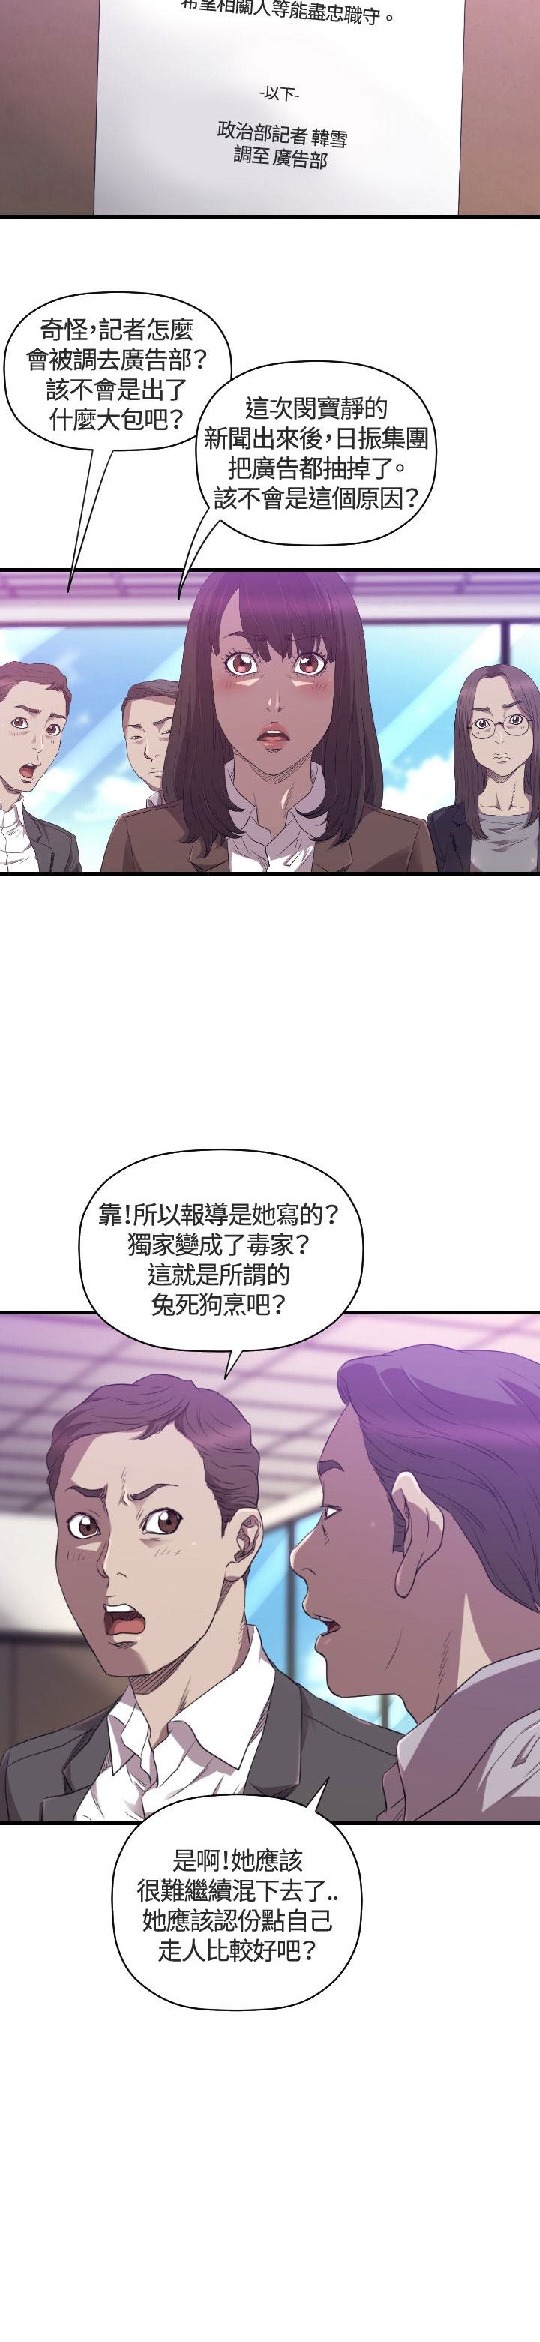 希望相關人等能盡忠職守。
-以下-
政治部記者 韓雪
調至 廣告部
奇怪,記者怎麼
會被調去廣告部?
該不會是出了
什麼大包吧?
這次閔寶靜的
新聞出來後,日振集團
把廣告都抽掉了。
該不會是這個原因?
靠!所以報導是她寫的?
獨家變成了毒家?
這就是所謂的
兔死狗烹吧?
是啊!她應該
很難繼續混下去了..
她應該認份點自己
走人比較好吧?